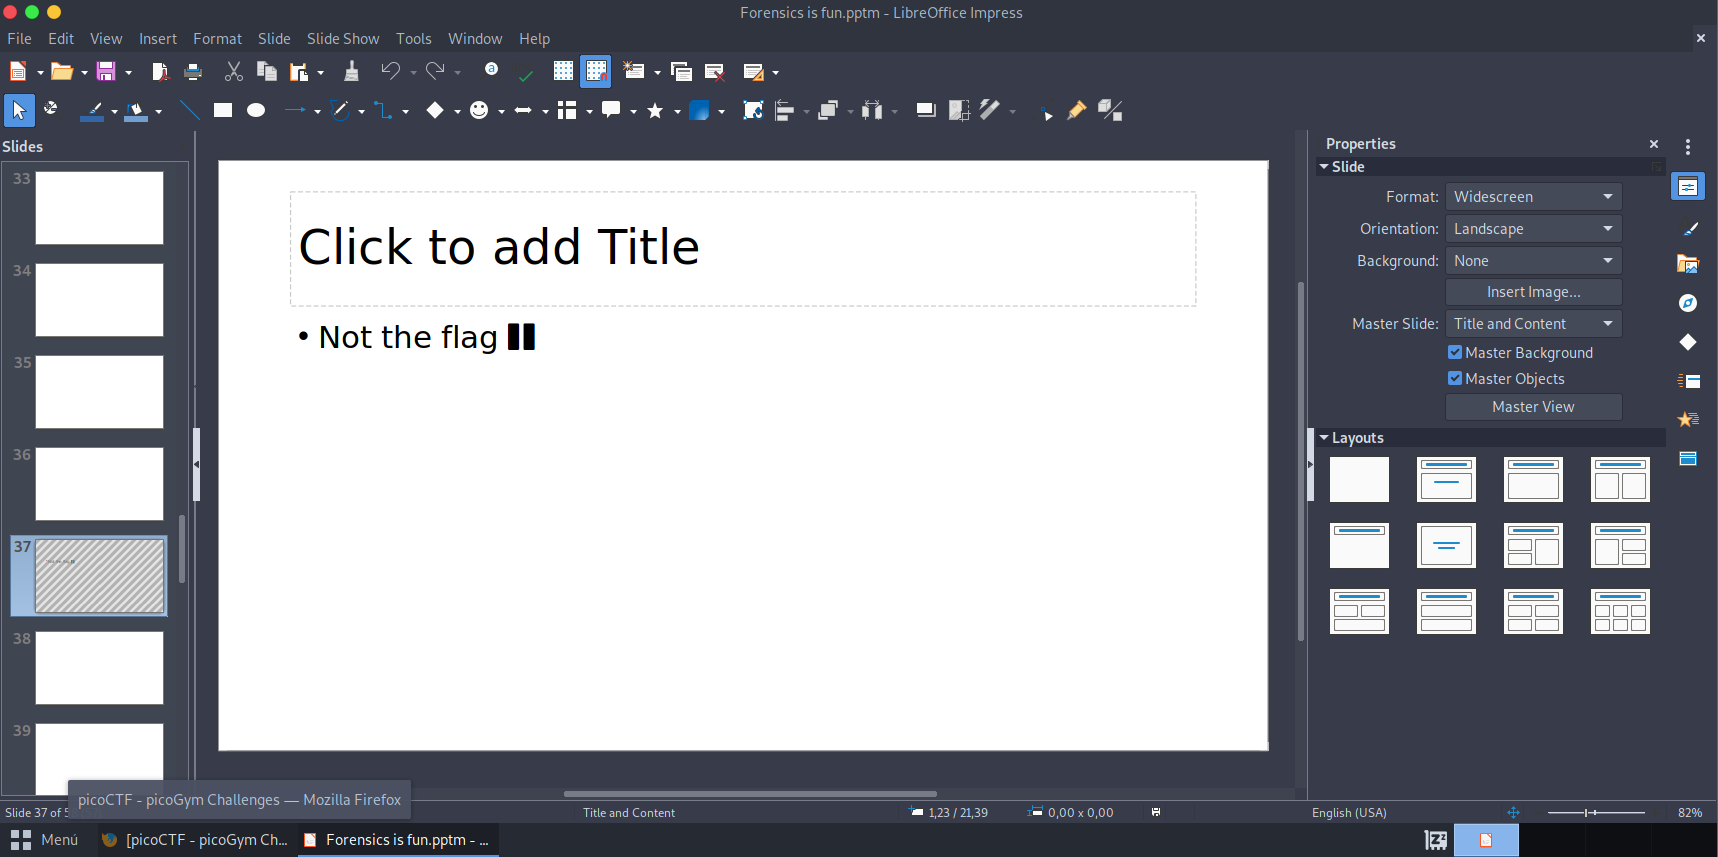 Forensics is fun.pptm - LibreOffice Impress
File Edit View Insert Format Slide Slide Show Tools Window Help
Slides
33
34
35
36
37
38
39
Click to add Title
• Not the flag
Properties
Slide
Format: Widescreen
Orientation: Landscape
Background: None
Insert Image...
Master Slide: Title and Content
Master Background
Master Objects
Master View
Layouts
picoCTF - picoGym Challenges — Mozilla Firefox
Slide 37 of
Title and Content
1,23 / 21,39
0,00 x 0,00
English (USA)
82%
Menú
[picoCTF - picoGym Ch...
Forensics is fun.pptm - ...